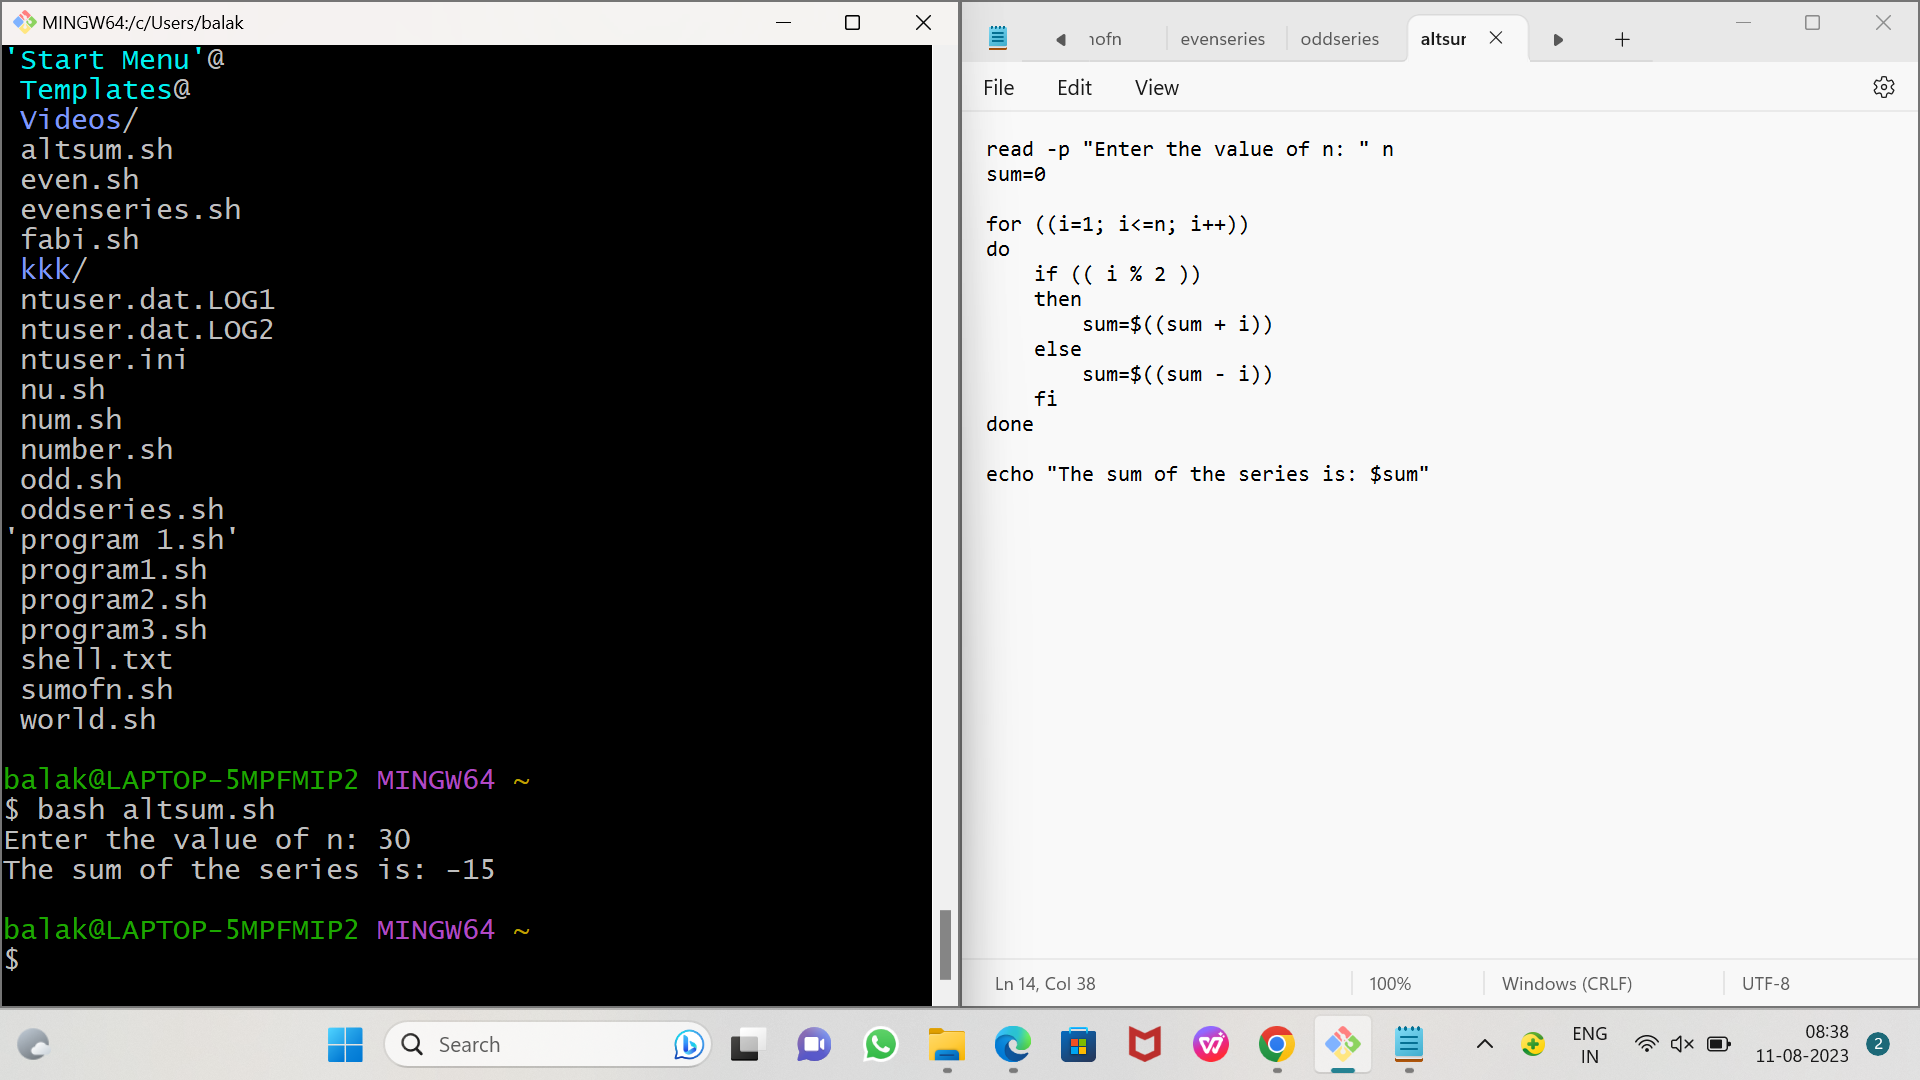 MINGW64:/c/Users/balak
'Start Menu'@
Templates@
Videos/
altsum.sh
even.sh
evenseries.sh
fabi.sh
kkk/
ntuser.dat.LOG1
ntuser.dat.LOG2
ntuser.ini
nu.sh
num.sh
number.sh
odd.sh
oddseries.sh
'program 1.sh'
program1.sh
program2.sh
program3.sh
shell.txt
sumofn.sh
world.sh
balak@LAPTOP-5MPFMIP2 MINGW64 ~
$ bash altsum.sh
Enter the value of n: 30
The sum of the series is: -15
balak@LAPTOP-5MPFMIP2 MINGW64 ~
$
evenseries oddseries altsur
File Edit View
read -p "Enter the value of n: " n
sum=0
for ((i=1; i<=n; i++))
do
if (( i % 2 ))
then
sum=$((sum + i))
else
sum=$((sum - i))
fi
done
echo "The sum of the series is: $sum"
Ln 14, Col 38 100% Windows (CRLF) UTF-8
Search
ENG
IN
08:38
11-08-2023
2